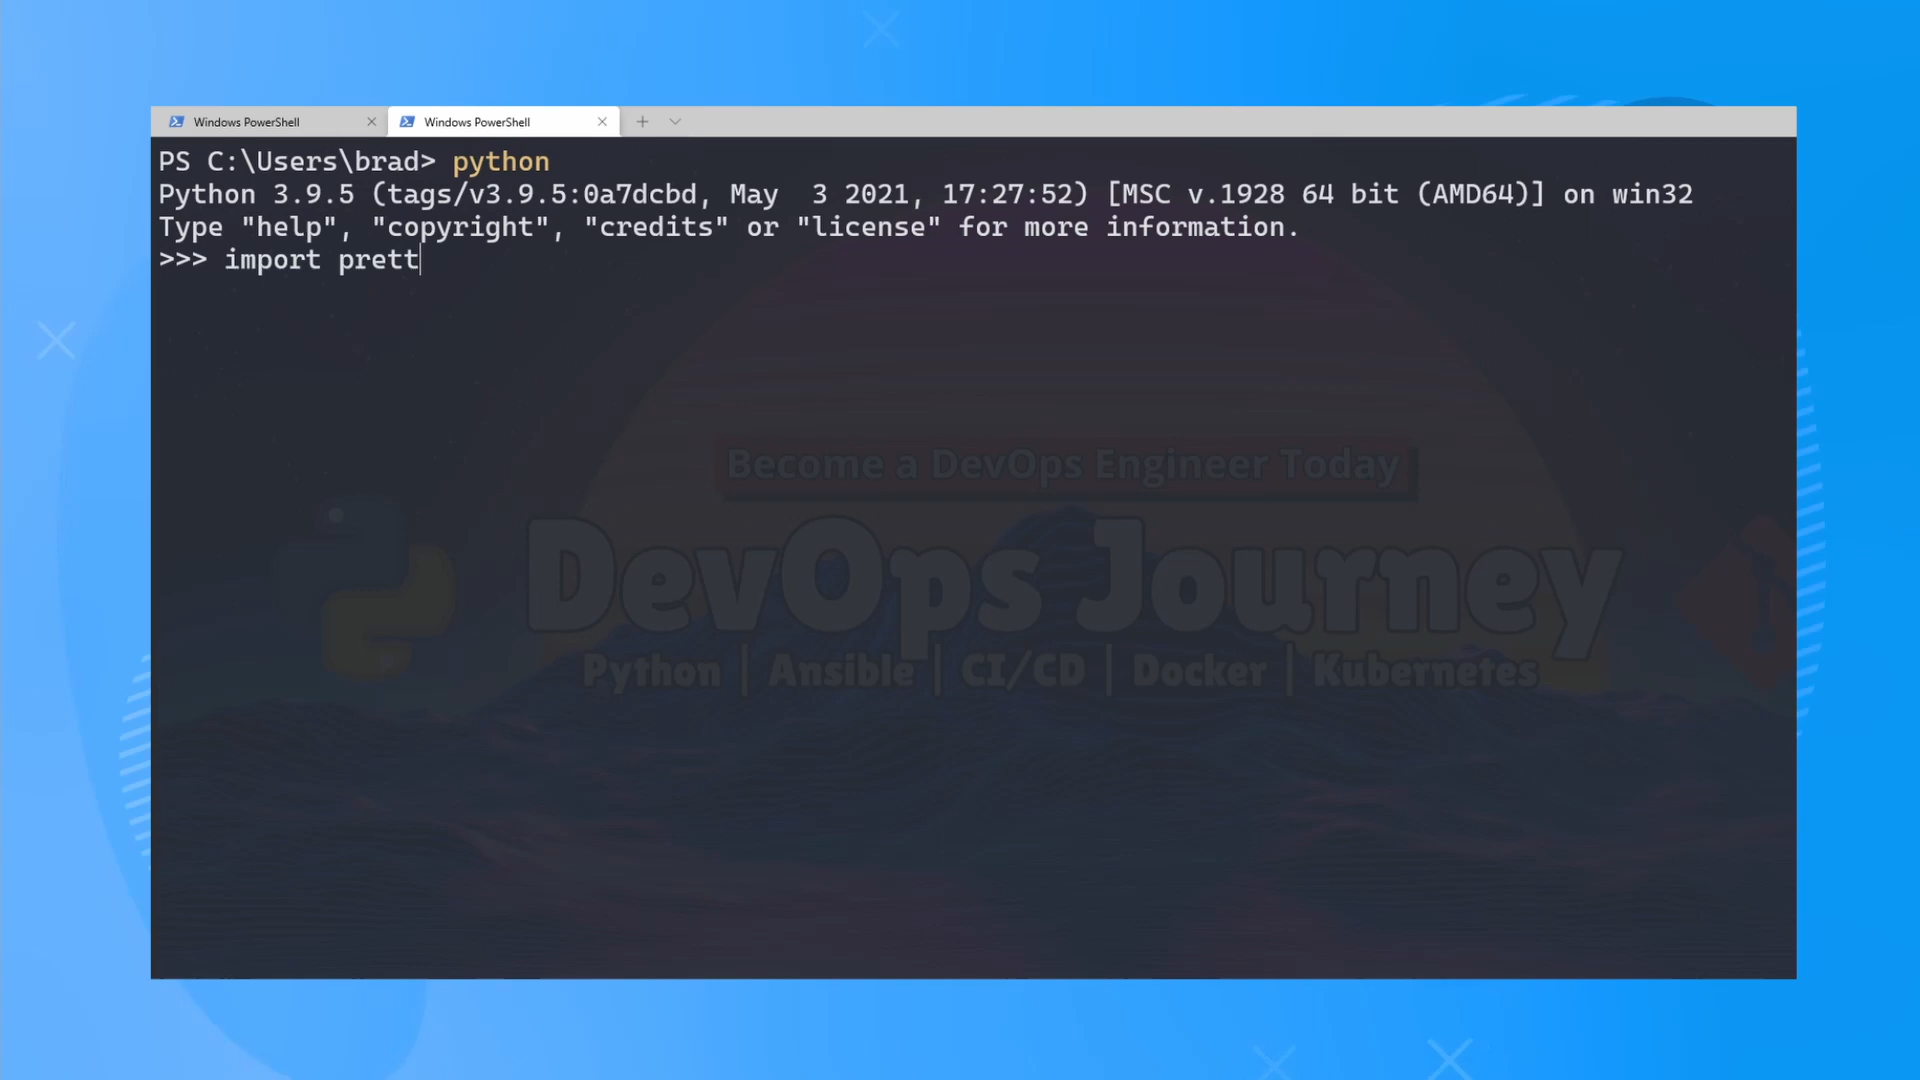 Windows PowerShell
Windows PowerShell
PS C:\Users\brad> python
Python 3.9.5 (tags/v3.9.5:0a7dcbd, May  3 2021, 17:27:52) [MSC v.1928 64 bit (AMD64)] on win32
Type "help", "copyright", "credits" or "license" for more information.
>>> import prett
Become a DevOps Engineer Today
DevOps Journey
Python | Ansible | CI/CD | Docker | Kubernetes